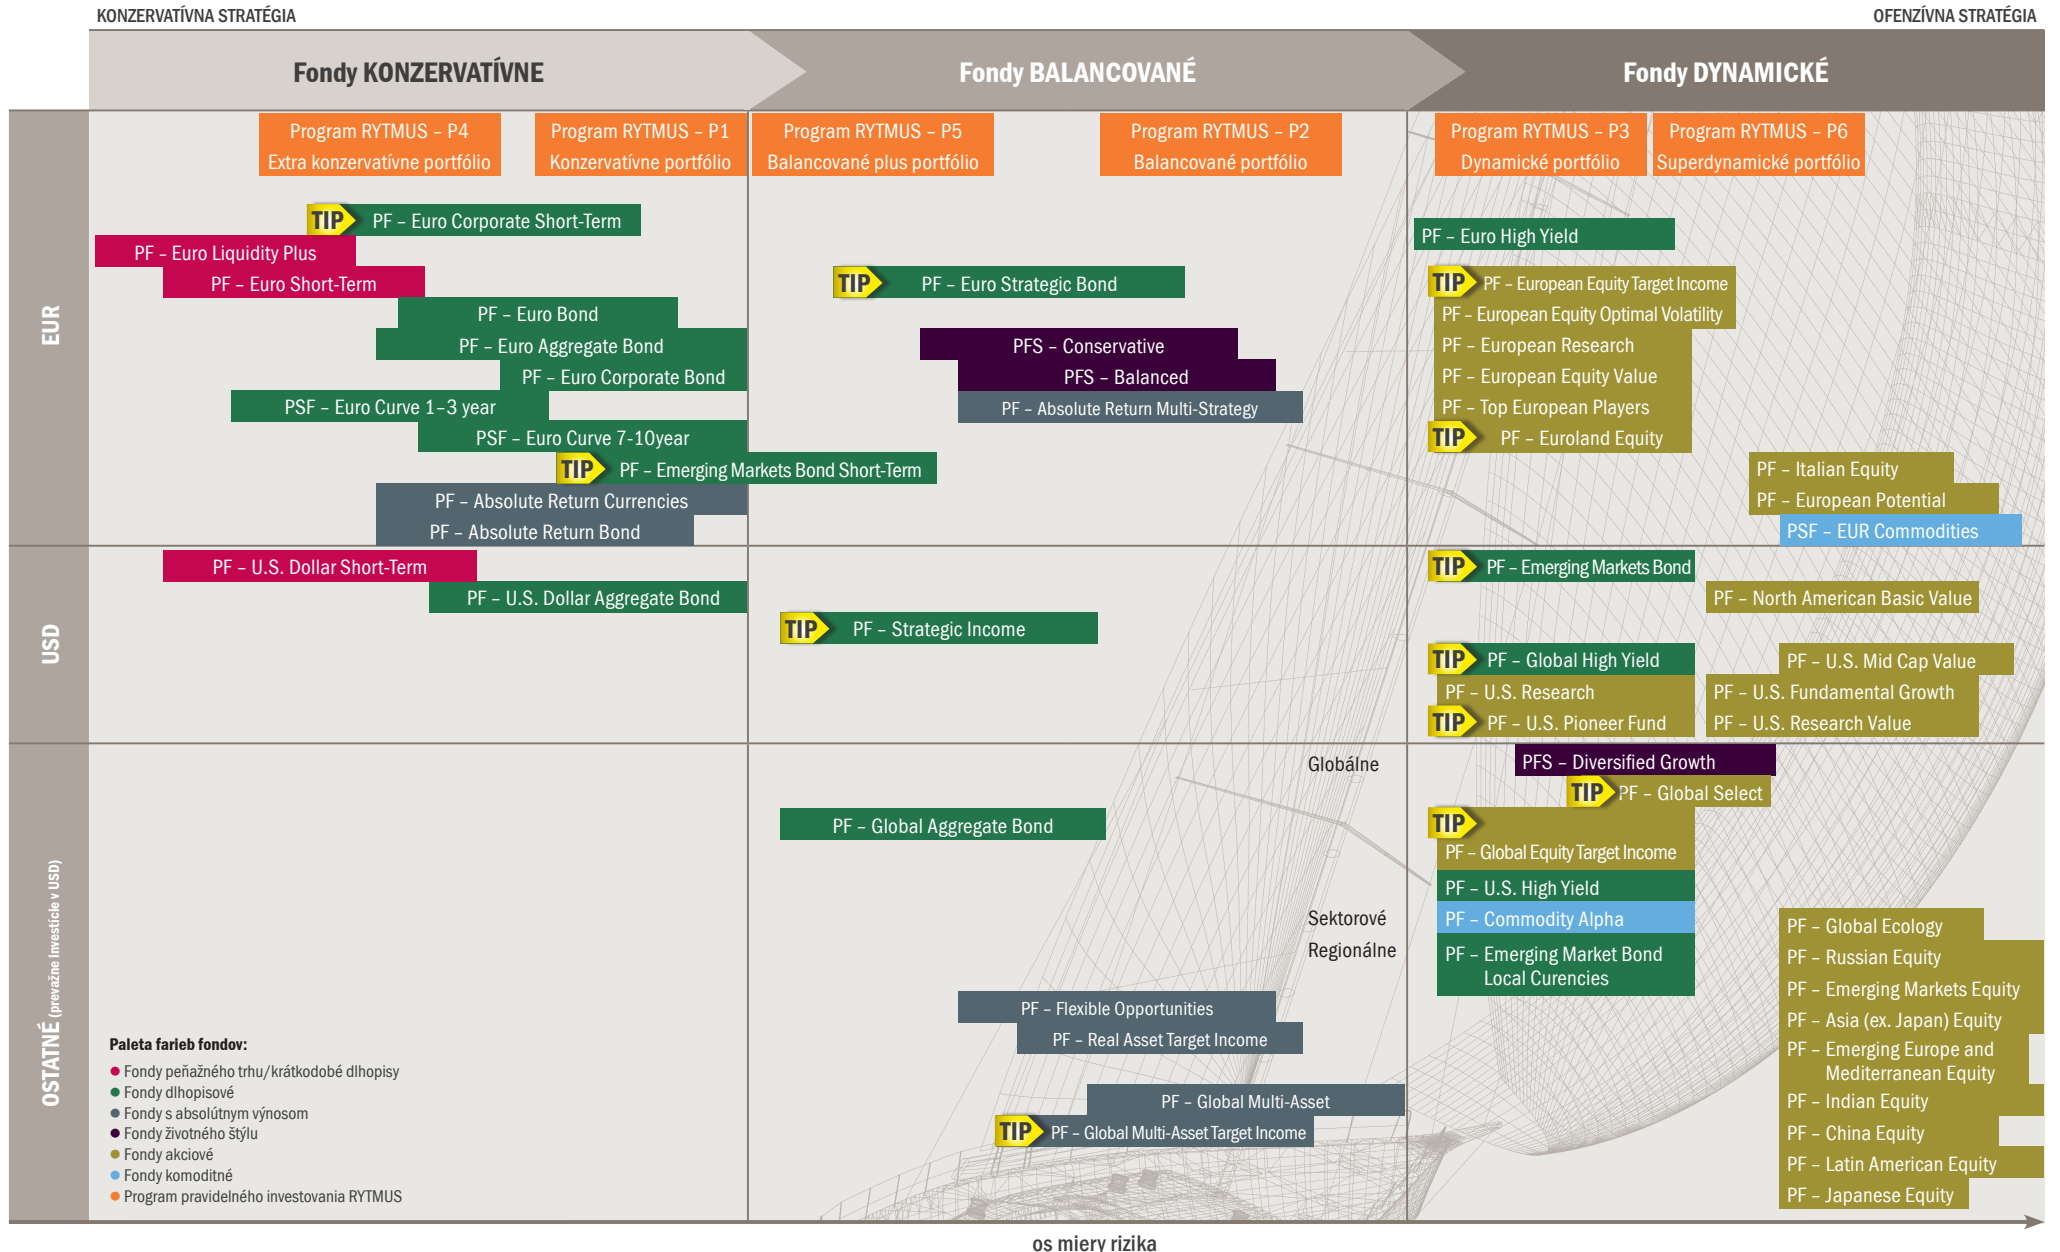 KONZERVATÍVNA STRATÉGIA
OFENZÍVNA STRATÉGIA
Fondy KONZERVATÍVNE
Fondy BALANCOVANÉ
Fondy DYNAMICKÉ
EUR
Program RYTMUS – P4
Extra konzervatívne portfólio
Program RYTMUS – P1
Konzervatívne portfólio
Program RYTMUS – P5
Balancované plus portfólio
Program RYTMUS – P2
Balancované portfólio
Program RYTMUS – P3
Dynamické portfólio
Program RYTMUS – P6
Superdynamické portfólio
TIP PF – Euro Corporate Short-Term
PF – Euro Liquidity Plus
PF – Euro Short-Term
PF – Euro Bond
PF – Euro Aggregate Bond
PF – Euro Corporate Bond
PSF – Euro Curve 1–3 year
PSF – Euro Curve 7-10year
TIP PF – Emerging Markets Bond Short-Term
PF – Absolute Return Currencies
PF – Absolute Return Bond
TIP PF – Euro Strategic Bond
PFS – Conservative
PFS – Balanced
PF – Absolute Return Multi-Strategy
PF – Euro High Yield
TIP PF – European Equity Target Income
PF – European Equity Optimal Volatility
PF – European Research
PF – European Equity Value
PF – Top European Players
TIP PF – Euroland Equity
PF – Italian Equity
PF – European Potential
PSF – EUR Commodities
USD
PF – U.S. Dollar Short-Term
PF – U.S. Dollar Aggregate Bond
TIP PF – Strategic Income
TIP PF – Emerging Markets Bond
PF – North American Basic Value
TIP PF – Global High Yield
PF – U.S. Mid Cap Value
PF – U.S. Research
PF – U.S. Fundamental Growth
TIP PF – U.S. Pioneer Fund
PF – U.S. Research Value
OSTATNÉ (prevažne investície v USD)
Globálne
PFS – Diversified Growth
TIP PF – Global Select
PF – Global Aggregate Bond
TIP
PF – Global Equity Target Income
PF – U.S. High Yield
Sektorové
PF – Commodity Alpha
Regionálne
PF – Emerging Market Bond
Local Curencies
PF – Flexible Opportunities
PF – Real Asset Target Income
PF – Global Multi-Asset
TIP PF – Global Multi-Asset Target Income
PF – Global Ecology
PF – Russian Equity
PF – Emerging Markets Equity
PF – Asia (ex. Japan) Equity
PF – Emerging Europe and
Mediterranean Equity
PF – Indian Equity
PF – China Equity
PF – Latin American Equity
PF – Japanese Equity
Paleta farieb fondov:
Fondy peňažného trhu/krátkodobé dlhopisy
Fondy dlhopisové
Fondy s absolútnym výnosom
Fondy životného štýlu
Fondy akciové
Fondy komoditné
Program pravidelného investovania RYTMUS
os miery rizika